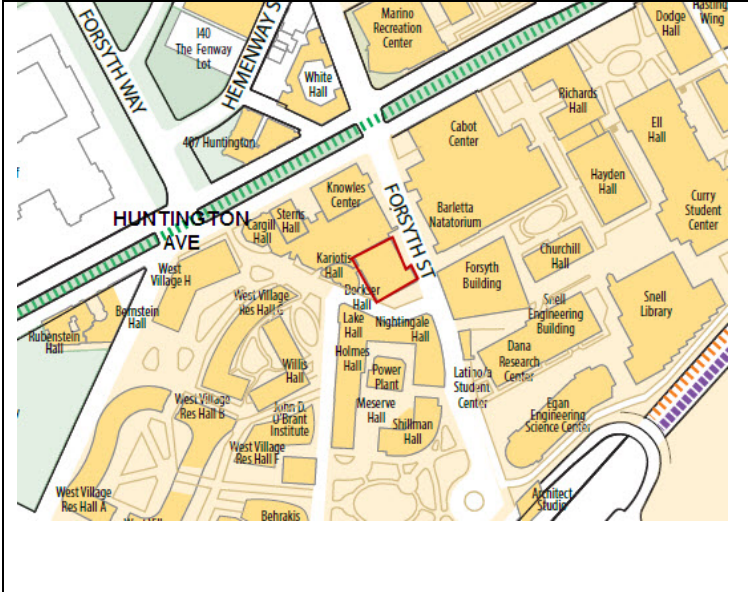 Marino
Recreation
Center
Dodge
Hall
Hastings
Wing
140
The Fenway
Lot
FORSYTH WAY
HEMENWAY S
White
Hall
Richards
Hall
Cabot
Center
Ell
Hall
407 Huntington
Hayden
Hall
Knowles
Center
FORSYTH ST
Curry
Student
Center
HUNTINGTON
AVE
Cargill
Hall
Sterns
Hall
Barletta
Natatorium
Churchill
Hall
Kariotis
Hall
West
Village H
Forsyth
Building
Dockser
Hall
West Village
Res Hall G
Snell
Engineering
Building
Snell
Library
Bernstein
Hall
Lake
Hall
Nightingale
Hall
Rubenstein
Hall
Holmes
Hall
Dana
Research
Center
Willis
Hall
Power
Plant
Latino/a
Student
Center
West Village
Res Hall B
Meserve
Hall
John D.
O'Brant
Institute
Egan
Engineering
Science Center
Shillman
Hall
West Village
Res Hall F
West Village
Res Hall A
Architect
Studio
Behrakis